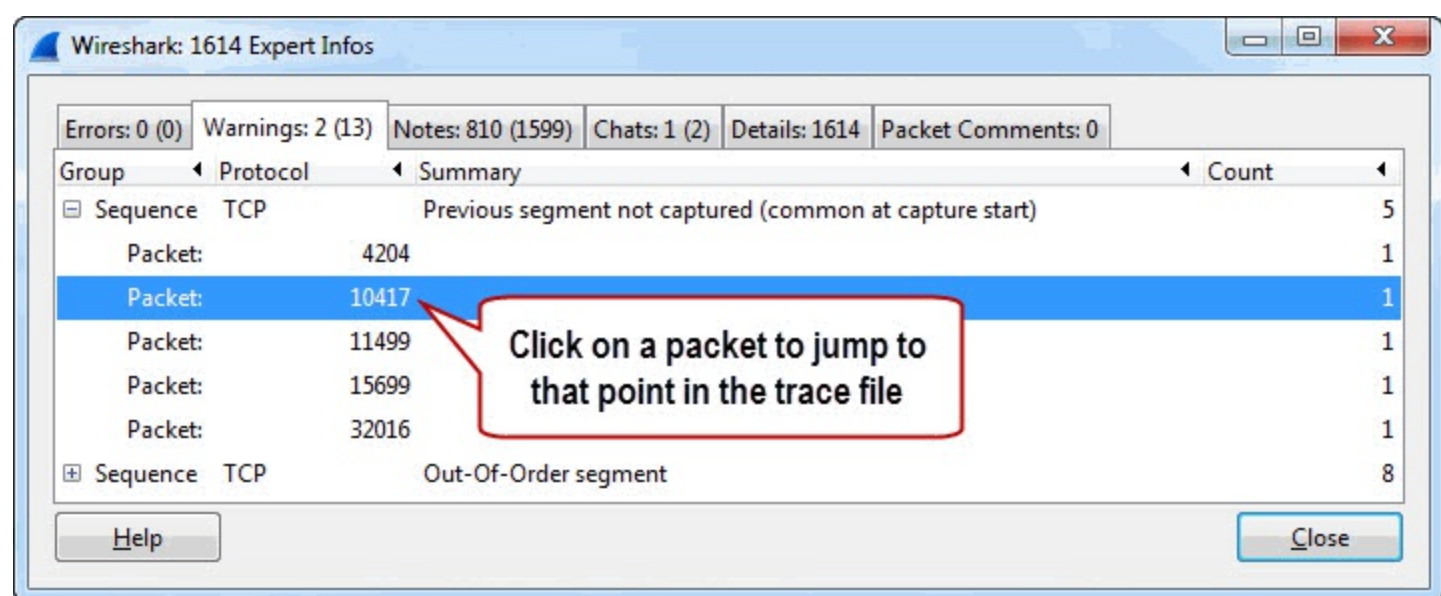 Wireshark: 1614 Expert Infos
Errors: 0 (0) Warnings: 2 (13) Notes: 810 (1599) Chats: 1 (2) Details: 1614 Packet Comments: 0
Group Protocol Summary Count
Sequence TCP Previous segment not captured (common at capture start) 5
Packet: 4204 1
Packet: 10417 1
Packet: 11499 1
Packet: 15699 1
Packet: 32016 1
Click on a packet to jump to
that point in the trace file
Sequence TCP Out-Of-Order segment 8
Help Close